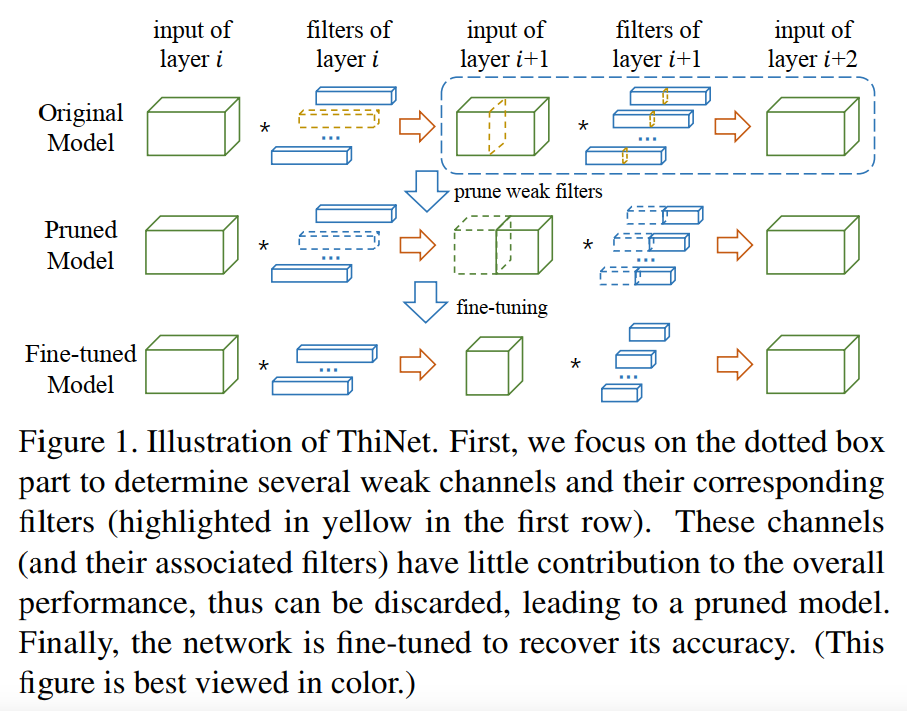 input of layer i
filters of layer i
input of layer i+1
filters of layer i+1
input of layer i+2
Original Model
*
...
*
...
prune weak filters
Pruned Model
*
...
*
...
fine-tuning
Fine-tuned Model
*
...
*
...
Figure 1. Illustration of ThiNet. First, we focus on the dotted box
part to determine several weak channels and their corresponding
filters (highlighted in yellow in the first row). These channels
(and their associated filters) have little contribution to the overall
performance, thus can be discarded, leading to a pruned model.
Finally, the network is fine-tuned to recover its accuracy. (This
figure is best viewed in color.)